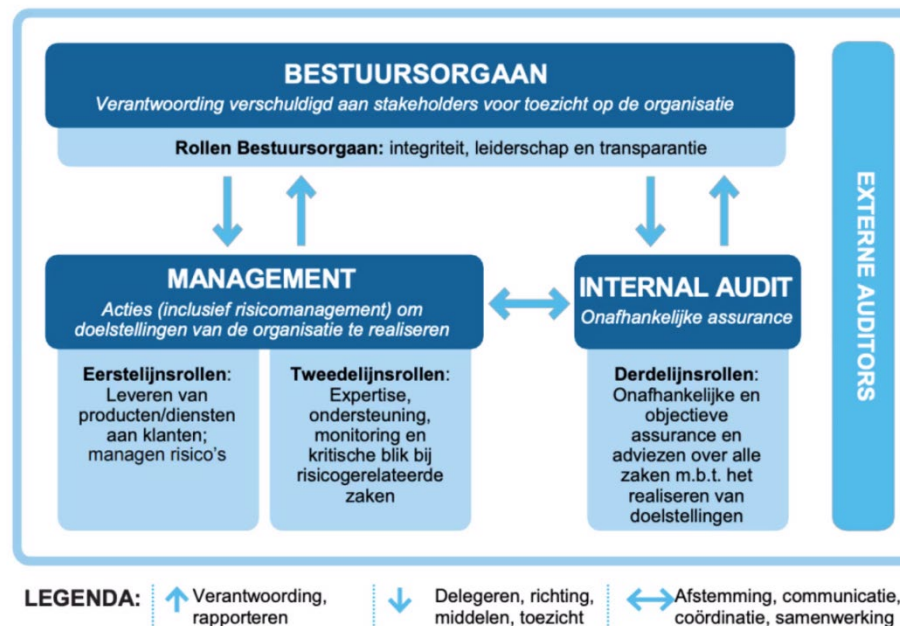 BESTUURSORGAAN
Verantwoording verschuldigd aan stakeholders voor toezicht op de organisatie
Rollen Bestuursorgaan: integriteit, leiderschap en transparantie
MANAGEMENT
Acties (inclusief risicomanagement) om
doelstellingen van de organisatie te realiseren
Eerstelijnsrollen:
Leveren van
producten/diensten
aan klanten;
managen risico's
Tweedelijnsrollen:
Expertise,
ondersteuning,
monitoring en
kritische blik bij
risicogerelateerde
zaken
INTERNAL AUDIT
Onafhankelijke assurance
Derdelijnsrollen:
Onafhankelijke en
objectieve
assurance en
adviezen over alle
zaken m.b.t. het
realiseren van
doelstellingen
EXTERNE AUDITORS
LEGENDA:
Verantwoording,
rapporteren
Delegeren, richting,
middelen, toezicht
Afstemming, communicatie,
coördinatie, samenwerking